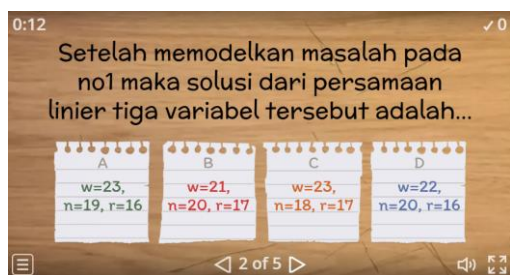 0:12
✓ 0
Setelah memodelkan masalah pada
no1 maka solusi dari persamaan
linier tiga variabel tersebut adalah...
A
w=23,
n=19, r=16
B
w=21,
n=20, r=17
C
w=23,
n=18, r=17
D
w=22,
n=20, r=16
2 of 5